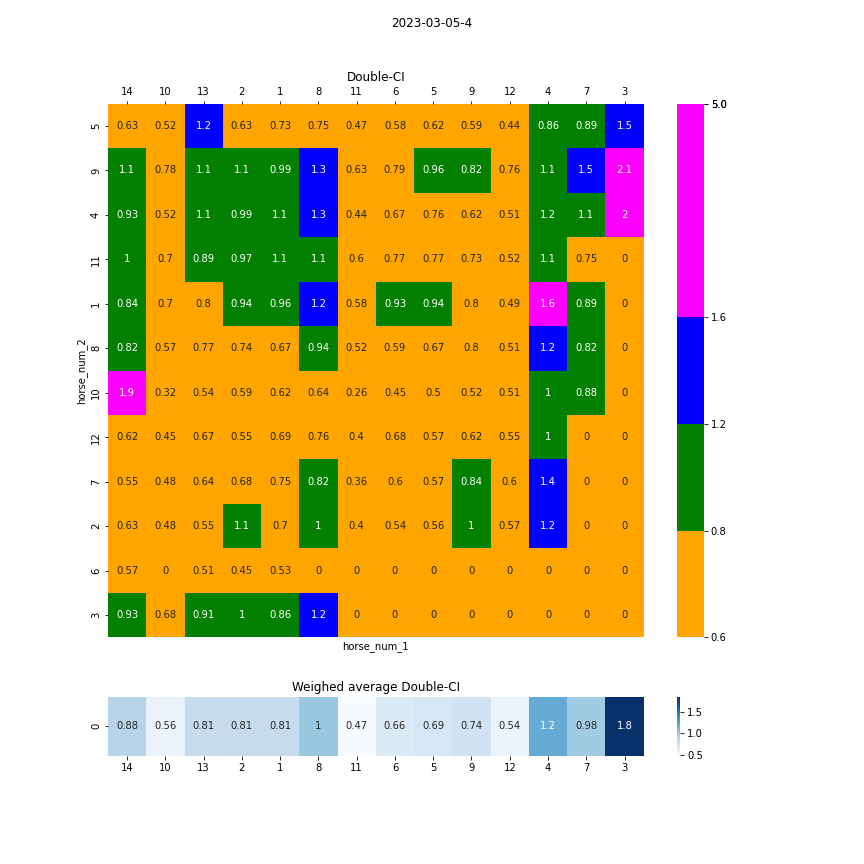 2023-03-05-4
Double-CI
14 10 13 2 1 8 11 6 5 9 12 4 7 3
5 0.63 0.52 1.2 0.63 0.73 0.75 0.47 0.58 0.62 0.59 0.44 0.86 0.89 1.5
9 1.1 0.78 1.1 1.1 0.99 1.3 0.63 0.79 0.96 0.82 0.76 1.1 1.5 2.1
4 0.93 0.52 1.1 0.99 1.1 1.3 0.44 0.67 0.76 0.62 0.51 1.2 1.1 2
11 1 0.7 0.89 0.97 1.1 1.1 0.6 0.77 0.77 0.73 0.52 1.1 0.75 0
1 0.84 0.7 0.8 0.94 0.96 1.2 0.58 0.93 0.94 0.8 0.49 1.6 0.89 0
8 0.82 0.57 0.77 0.74 0.67 0.94 0.52 0.59 0.67 0.8 0.51 1.2 0.82 0
10 1.9 0.32 0.54 0.59 0.62 0.64 0.26 0.45 0.5 0.52 0.51 1 0.88 0
12 0.62 0.45 0.67 0.55 0.69 0.76 0.4 0.68 0.57 0.62 0.55 1 0 0
7 0.55 0.48 0.64 0.68 0.75 0.82 0.36 0.6 0.57 0.84 0.6 1.4 0 0
2 0.63 0.48 0.55 1.1 0.7 1 0.4 0.54 0.56 1 0.57 1.2 0 0
6 0.57 0 0.51 0.45 0.53 0 0 0 0 0 0 0 0 0
3 0.93 0.68 0.91 1 0.86 1.2 0 0 0 0 0 0 0 0
horse_num_2
horse_num_1
5.0
1.6
1.2
0.8
0.6
Weighed average Double-CI
0 0.88 0.56 0.81 0.81 0.81 1 0.47 0.66 0.69 0.74 0.54 1.2 0.98 1.8
14 10 13 2 1 8 11 6 5 9 12 4 7 3
1.5
1.0
0.5